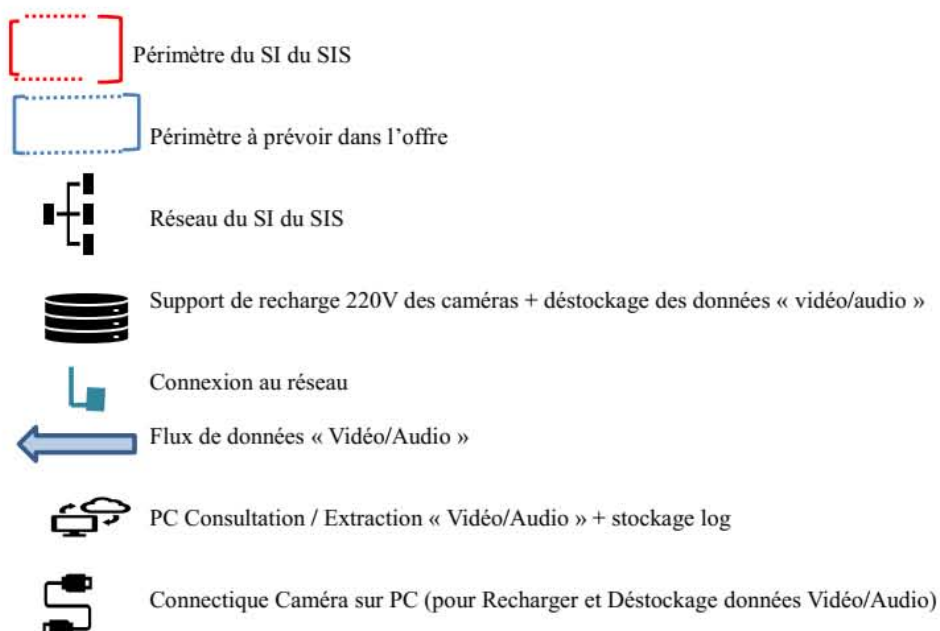 Périmètre du SI du SIS
Périmètre à prévoir dans l’offre
Réseau du SI du SIS
Support de recharge 220V des caméras + déstockage des données « vidéo/audio »
Connexion au réseau
Flux de données « Vidéo/Audio »
PC Consultation / Extraction « Vidéo/Audio » + stockage log
Connectique Caméra sur PC (pour Recharger et Déstockage données Vidéo/Audio)